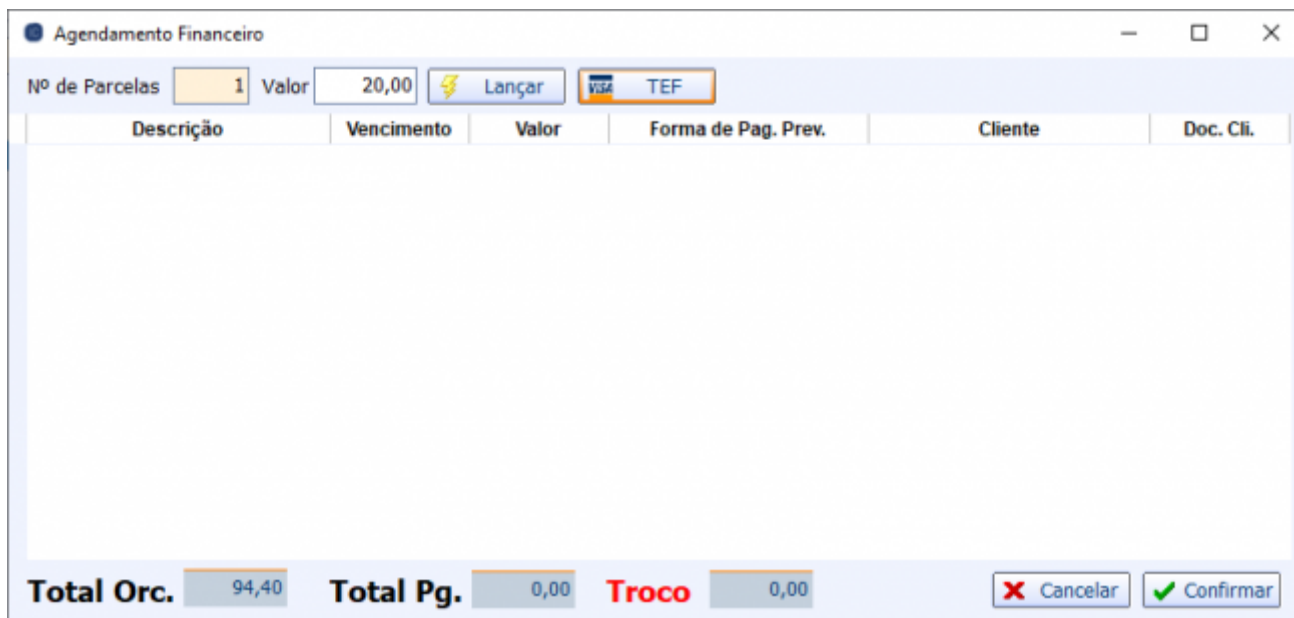 Agendamento Financeiro
Nº de Parcelas 1 Valor 20,00 Lançar VISA TEF
Descrição Vencimento Valor Forma de Pag. Prev. Cliente Doc. Cli.
Total Orc. 94,40 Total Pg. 0,00 Troco 0,00 Cancelar Confirmar